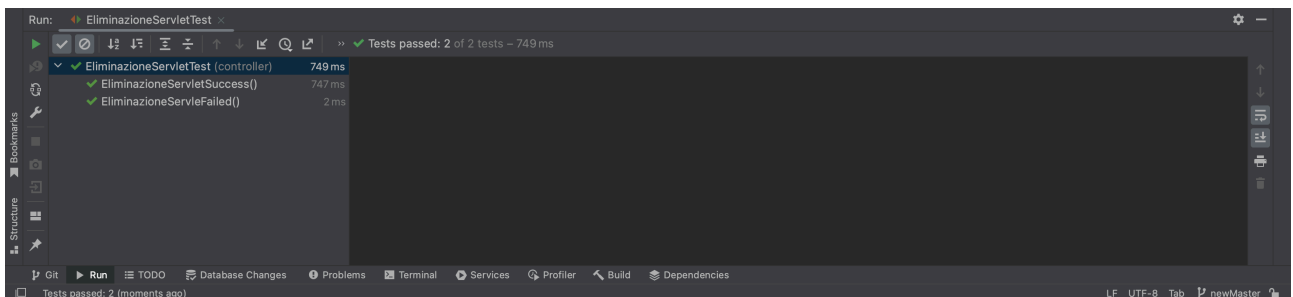 Run: EliminazioneServletTest
Tests passed: 2 of 2 tests – 749 ms
EliminazioneServletTest (controller) 749 ms
EliminazioneServletSuccess() 747 ms
EliminazioneServleFailed() 2 ms
Bookmarks
Structure
Git Run TODO Database Changes Problems Terminal Services Profiler Build Dependencies
Tests passed: 2 (moments ago) LF UTF-8 Tab newMaster